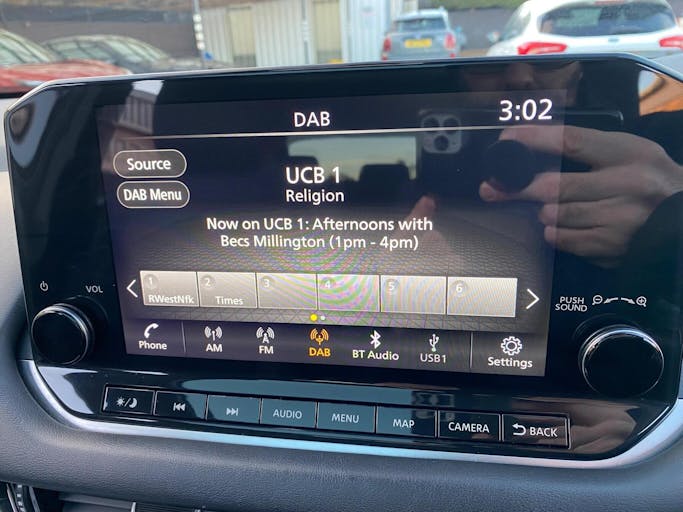 DAB
3:02
Source
DAB Menu
UCB 1
Religion
Now on UCB 1: Afternoons with
Becs Millington (1pm - 4pm)
1 2 3 4 5 6
RWestNfk Times
VOL
PUSH
SOUND
Phone AM FM DAB BT Audio USB1 Settings
AUDIO MENU MAP CAMERA BACK